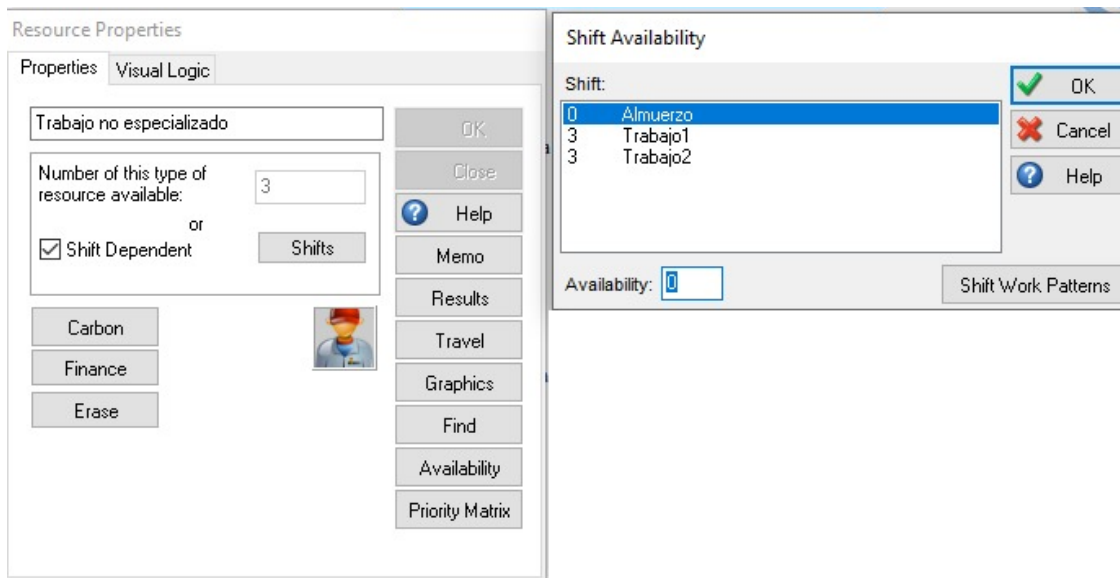 Resource Properties
Properties
Visual Logic
Trabajo no especializado
OK
Number of this type of
resource available:
3
Close
or
Help
Shift Dependent
Shifts
Memo
Results
Carbon
Travel
Finance
Graphics
Erase
Find
Availability
Priority Matrix
Shift Availability
Shift:
OK
0 Almuerzo
3 Trabajo1
3 Trabajo2
Cancel
Help
Availability: 0
Shift Work Patterns